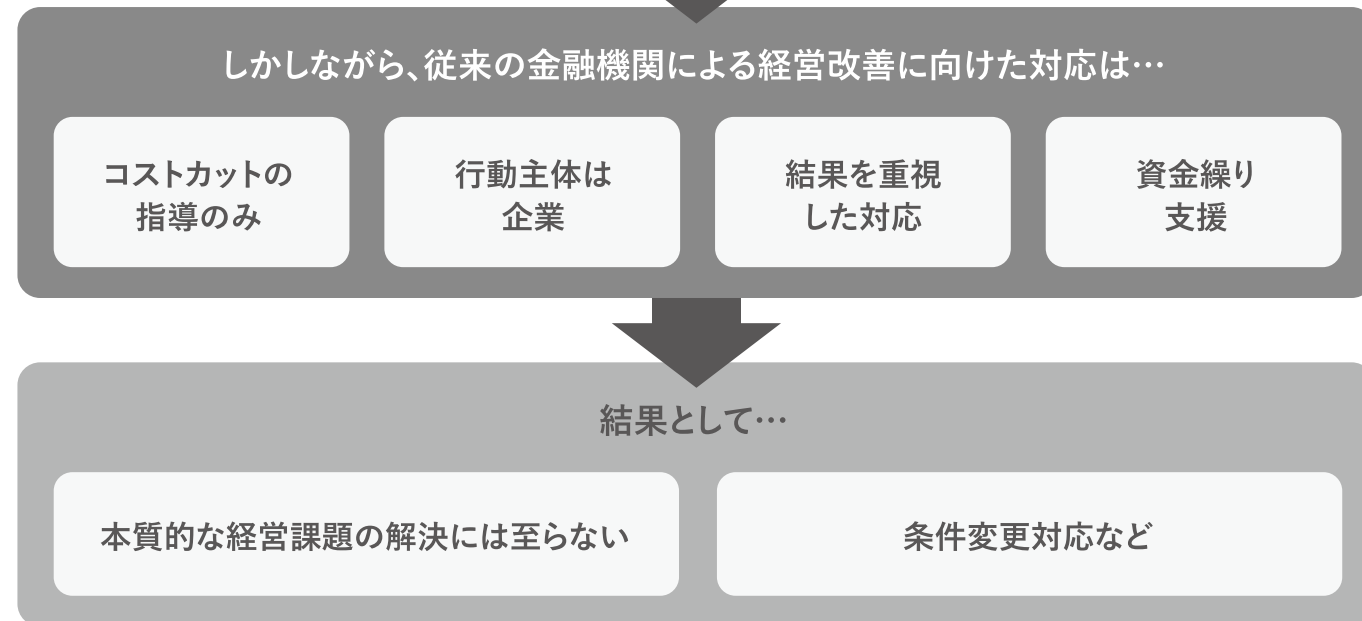 しかしながら、従来の金融機関による経営改善に向けた対応は…
コストカットの
指導のみ
行動主体は
企業
結果を重視
した対応
資金繰り
支援
結果として…
本質的な経営課題の解決には至らない
条件変更対応など